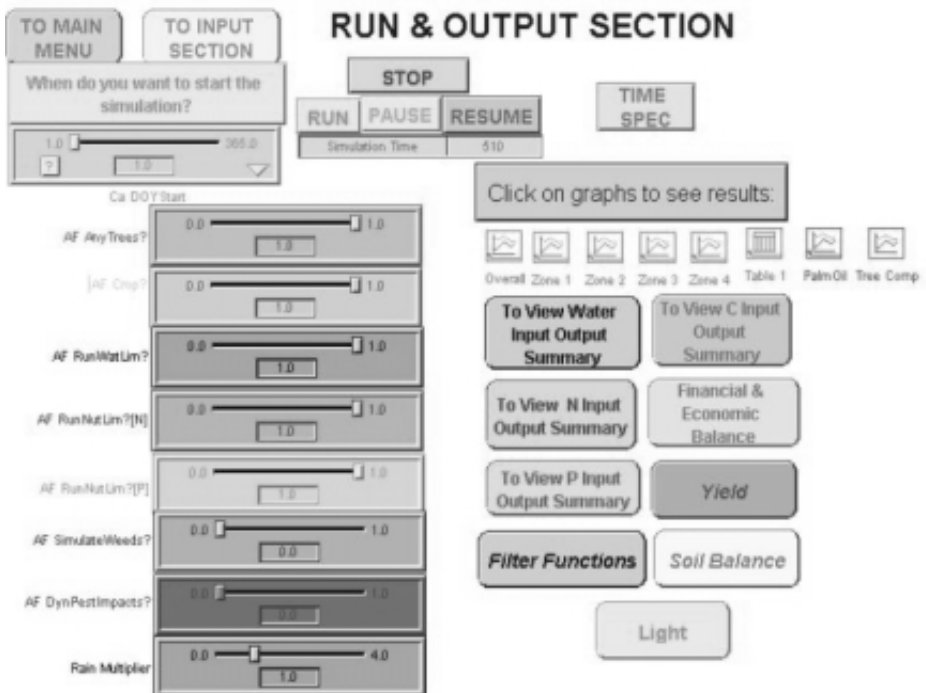 TO MAIN
MENU
TO INPUT
SECTION
RUN & OUTPUT SECTION
When do you want to start the
simulation?
1.0 365.0
?
1.0
Ca DOYStart
STOP
RUN PAUSE RESUME
Simulation Time 510
TIME
SPEC
Click on graphs to see results:
Overall Zone 1 Zone 2 Zone 3 Zone 4 Table 1 Palm Oil Tree Comp
AF AnyTrees?
0.0 1.0
1.0
AF Crop?
0.0 1.0
1.0
AF RunWatLim?
0.0 1.0
1.0
AF RunNutLim?[N]
0.0 1.0
1.0
AF RunNutLim?[P]
0.0 1.0
1.0
AF SimulateWeeds?
0.0 1.0
0.0
AF DynPestImpacts?
0.0 1.0
0.0
Rain Multiplier
0.0 4.0
1.0
To View Water
Input Output
Summary
To View C Input
Output
Summary
To View N Input
Output Summary
Financial &
Economic
Balance
To View P Input
Output Summary
Yield
Filter Functions
Soil Balance
Light